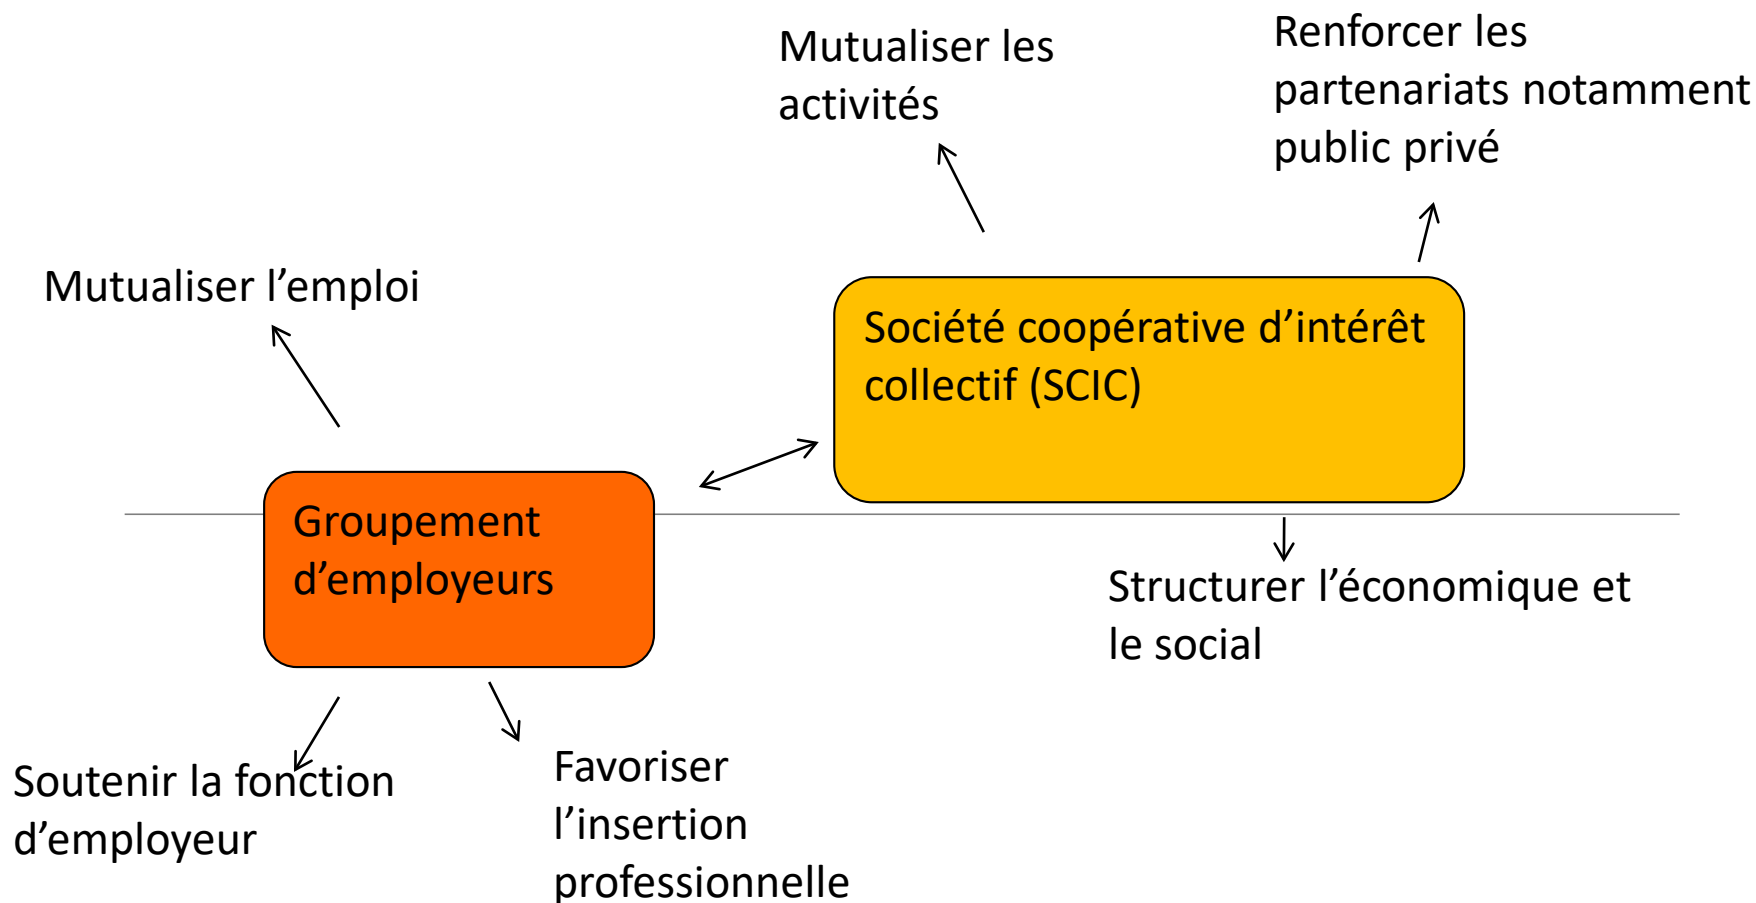 Mutualiser les
activités
Renforcer les
partenariats notamment
public privé
Mutualiser l’emploi
Société coopérative d’intérêt
collectif (SCIC)
Groupement
d’employeurs
Structurer l’économique et
le social
Soutenir la fonction
d’employeur
Favoriser
l’insertion
professionnelle